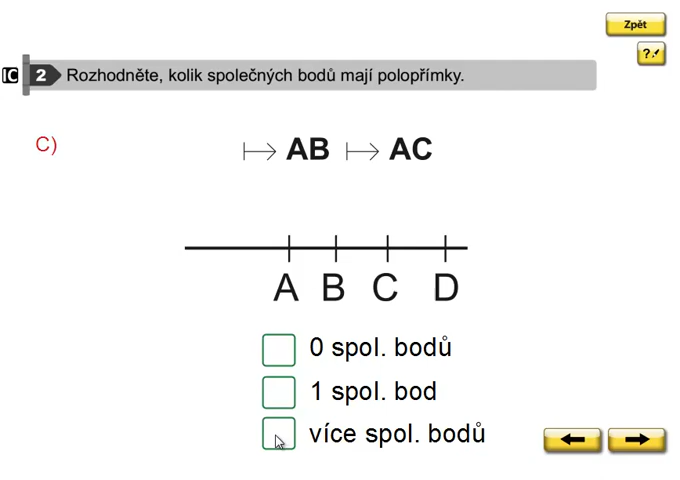 Zpět
?
IC 2 Rozhodněte, kolik společných bodů mají polopřímky.
C)
↦ AB ↦ AC
A B C D
0 spol. bodů
1 spol. bod
více spol. bodů